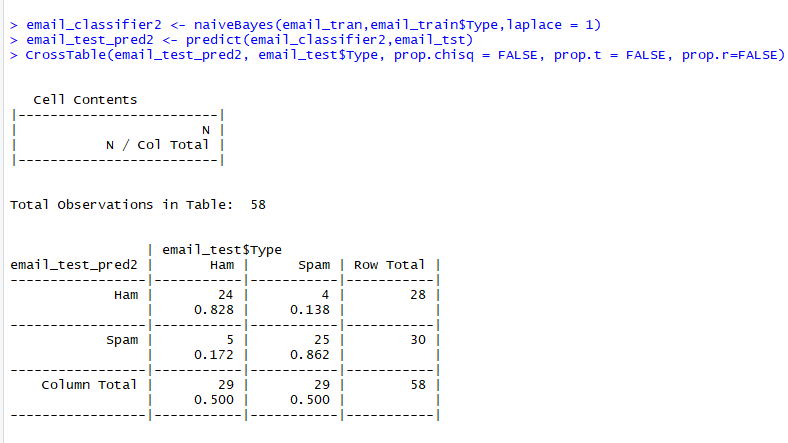 > email_classifier2 <- naiveBayes(email_tran,email_train$Type,laplace = 1)
> email_test_pred2 <- predict(email_classifier2,email_tst)
> CrossTable(email_test_pred2, email_test$Type, prop.chisq = FALSE, prop.t = FALSE, prop.r=FALSE)
   Cell Contents
|-------------------------|
|                       N |
|           N / Col Total |
|-------------------------|
Total Observations in Table:  58
                 | email_test$Type
email_test_pred2 |       Ham |      Spam | Row Total |
-----------------|-----------|-----------|-----------|
             Ham |        24 |         4 |        28 |
                 |     0.828 |     0.138 |           |
-----------------|-----------|-----------|-----------|
            Spam |         5 |        25 |        30 |
                 |     0.172 |     0.862 |           |
-----------------|-----------|-----------|-----------|
    Column Total |        29 |        29 |        58 |
                 |     0.500 |     0.500 |           |
-----------------|-----------|-----------|-----------|